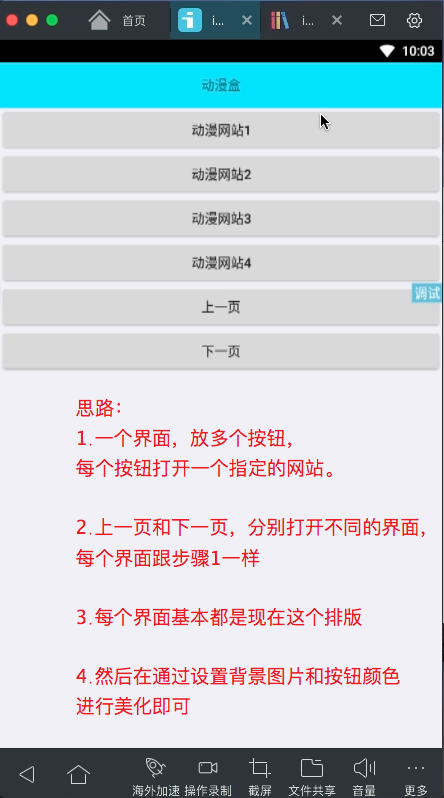 首页
i...
i...
10:03
动漫盒
动漫网站1
动漫网站2
动漫网站3
动漫网站4
调试
上一页
下一页
思路：
1.一个界面，放多个按钮，
每个按钮打开一个指定的网站。
2.上一页和下一页，分别打开不同的界面，
每个界面跟步骤1一样
3.每个界面基本都是现在这个排版
4.然后在通过设置背景图片和按钮颜色
进行美化即可
海外加速 操作录制 截屏 文件共享 音量 更多